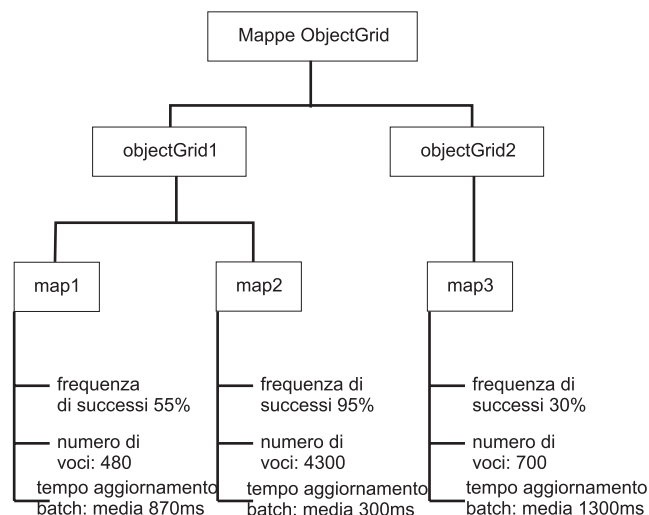 Mappe ObjectGrid
objectGrid1
objectGrid2
map1
map2
map3
frequenza
di successi 55%
numero di
voci: 480
tempo aggiornamento
batch: media 870ms
frequenza di
successi 95%
numero di
voci: 4300
tempo aggiornamento
batch: media 300ms
frequenza di
successi 30%
numero di
voci: 700
tempo aggiornamento
batch: media 1300ms